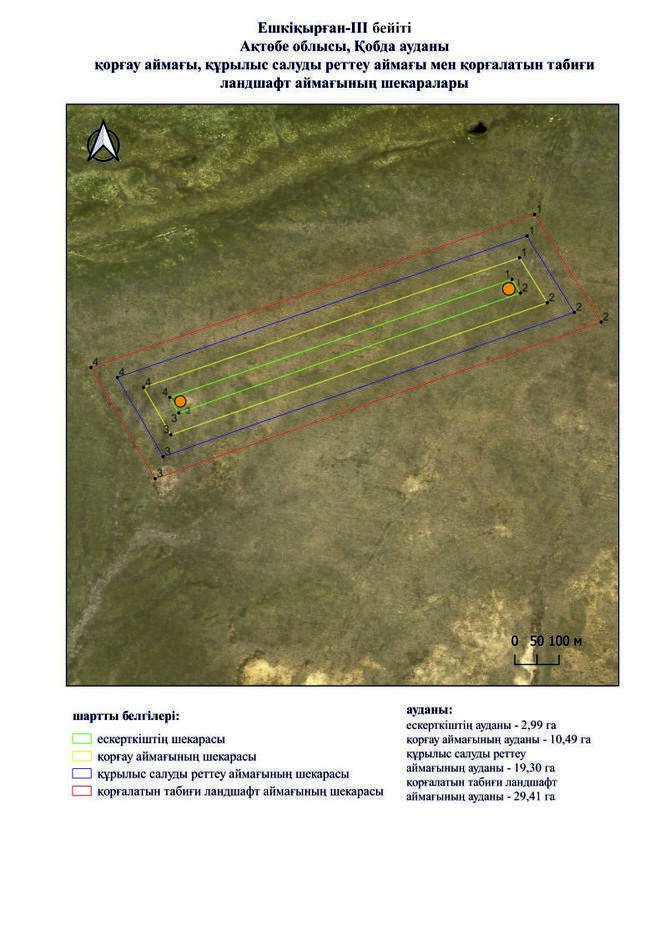 Ешкіқырған-III бейіті
Ақтөбе облысы, Қобда ауданы
қорғау аймағы, құрылыс салуды реттеу аймағы мен қорғалатын табиғи
ландшафт аймағының шекаралары
1
1
1
1
1
2
2
2
2
4
4
4
4
3
2
3
3
3
0 50 100 м
шартты белгілері:
ескерткіштің шекарасы
қорғау аймағының шекарасы
құрылыс салуды реттеу аймағының шекарасы
қорғалатын табиғи ландшафт аймағының шекарасы
ауданы:
ескерткіштің ауданы - 2,99 га
қорғау аймағының ауданы - 10,49 га
құрылыс салуды реттеу
аймағының ауданы - 19,30 га
қорғалатын табиғи ландшафт
аймағының ауданы - 29,41 га